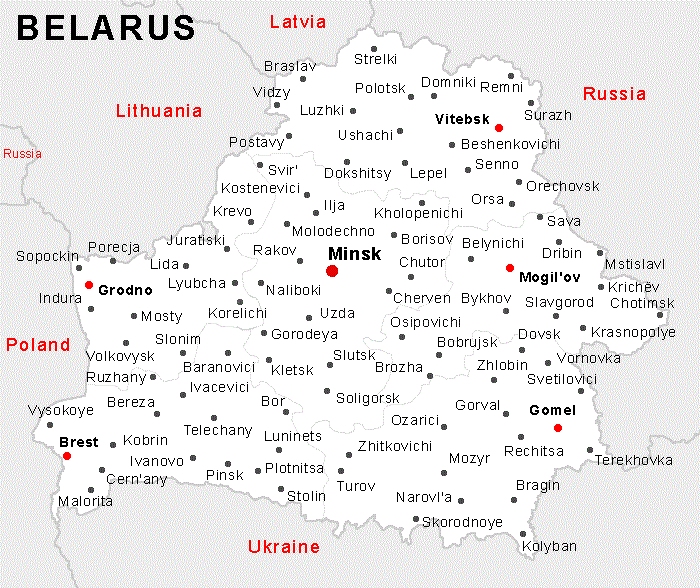 BELARUS
Latvia
Strelki
Braslav
Domniki
Remni
Polotsk
Vidzy
Russia
Lithuania
Luzhki
Surazh
Vitebsk
Ushachi
Postavy
Beshenkovichi
Russia
Svir'
Dokshitsy
Lepel
Senno
Kostenevici
Orechovsk
Ilja
Orsa
Krevo
Kholopenichi
Sava
Molodechno
Juratiski
Borisov
Belynichi
Porecja
Rakov
Minsk
Dribin
Sopockin
Lida
Chutor
Mstislavl
Mogil'ov
Lyubcha
Grodno
Naliboki
Krichěv
Indura
Cherven
Bykhov
Chotimsk
Slavgorod
Mosty
Korelichi
Uzda
Osipovichi
Krasnopolye
Gorodeya
Dovsk
Poland
Slonim
Bobrujsk
Volkovysk
Slutsk
Vornovka
Baranovici
Kletsk
Brozha
Zhlobin
Ruzhany
Svetilovici
Ivacevici
Bereza
Bor
Soligorsk
Gorval
Gomel
Vysokoye
Ozarici
Telechany
Luninets
Brest
Kobrin
Zhitkovichi
Rechitsa
Ivanovo
Mozyr
Terekhovka
Plotnitsa
Cern'any
Pinsk
Turov
Bragin
Malorita
Stolin
Narovl'a
Skorodnoye
Ukraine
Kolyban